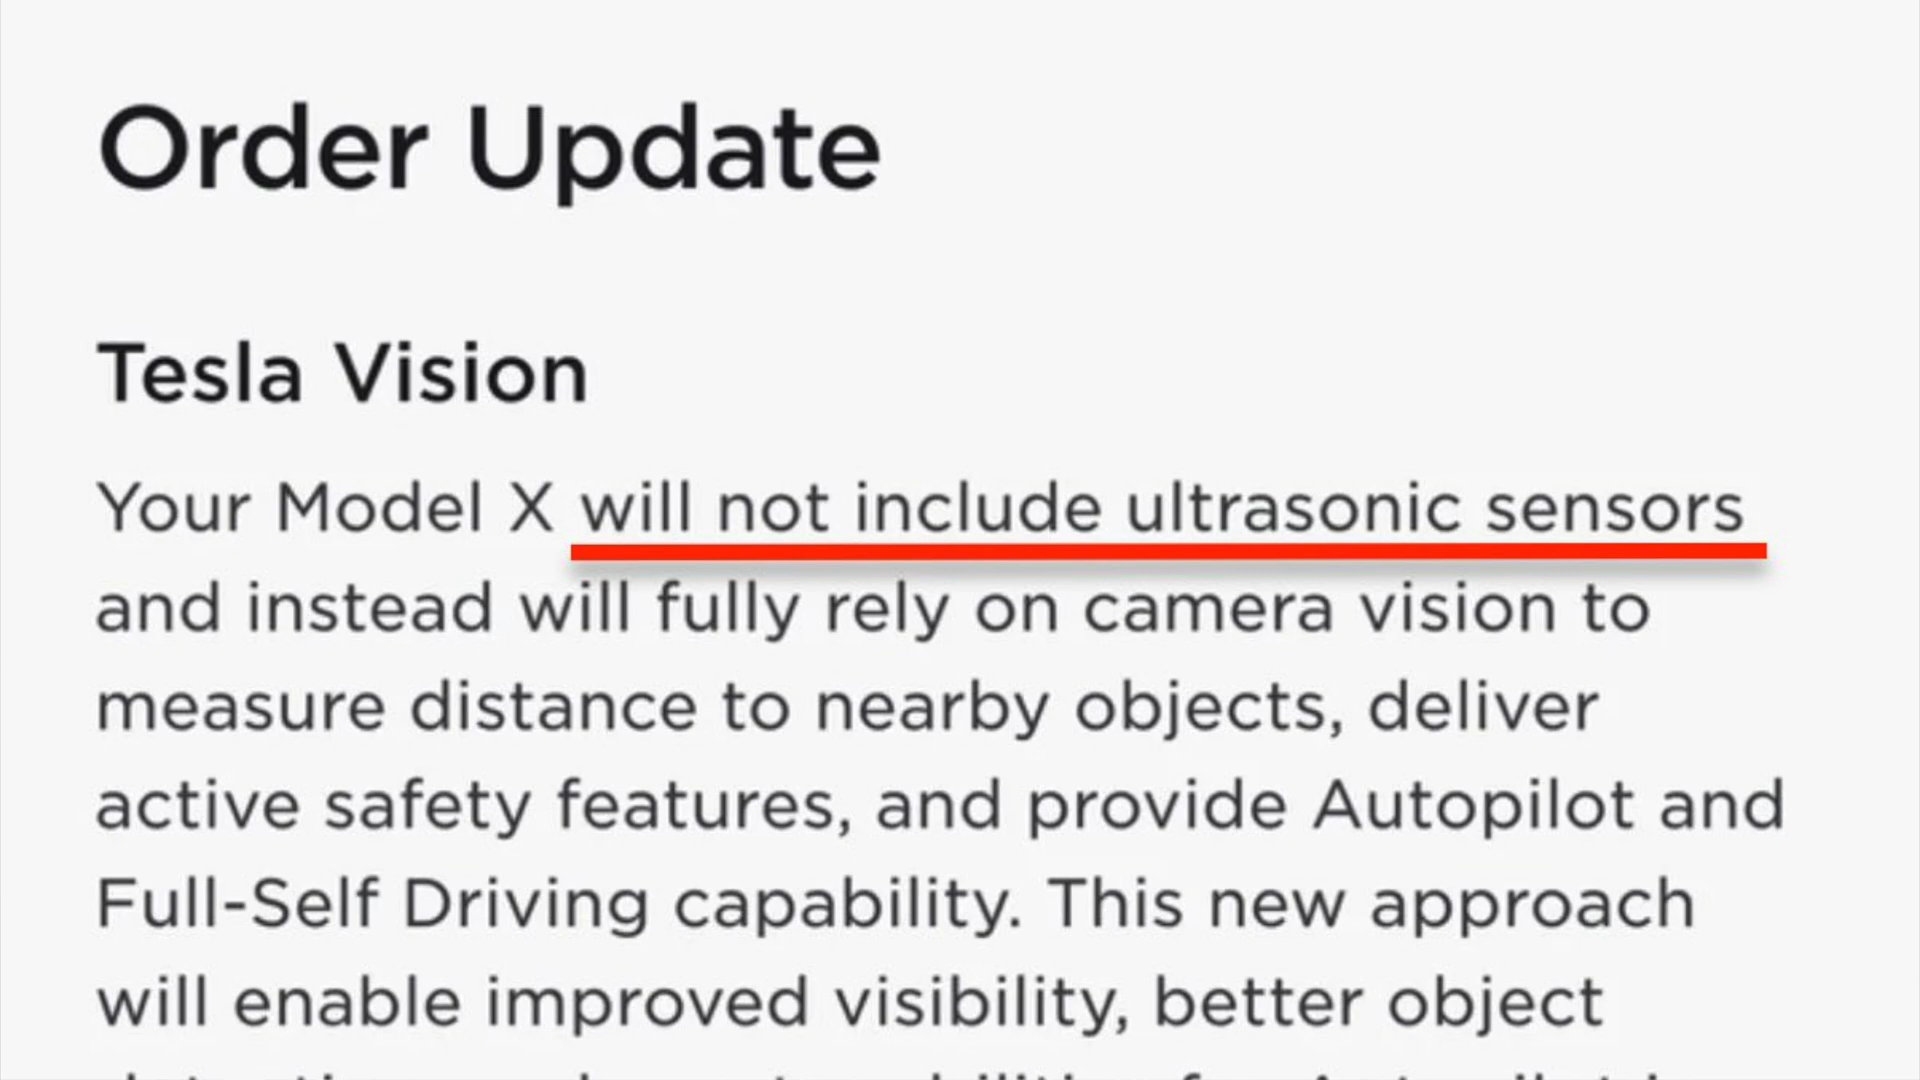 Order Update
Tesla Vision
Your Model X will not include ultrasonic sensors
and instead will fully rely on camera vision to
measure distance to nearby objects, deliver
active safety features, and provide Autopilot and
Full-Self Driving capability. This new approach
will enable improved visibility, better object